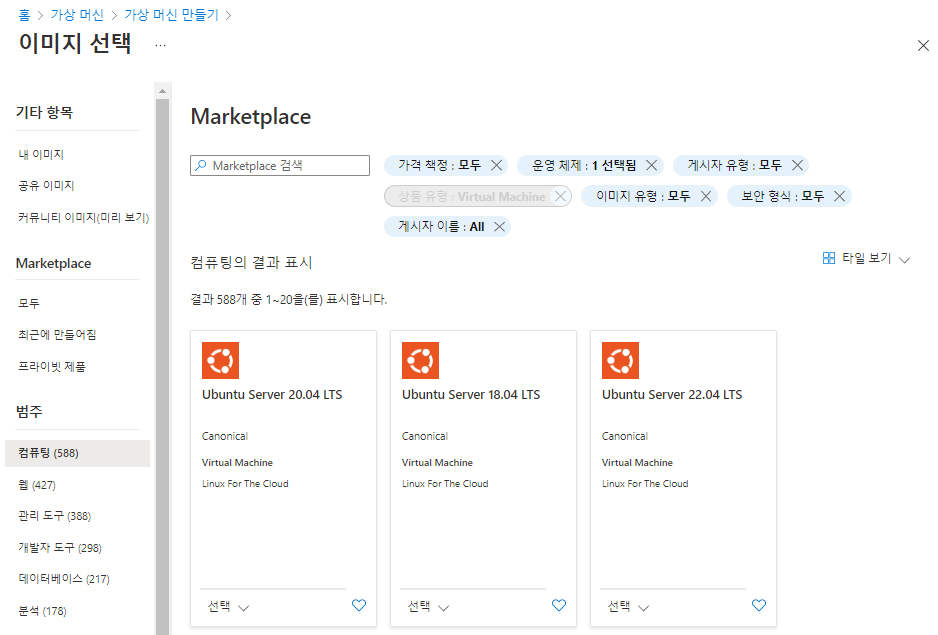 홈 > 가상 머신 > 가상 머신 만들기 >
이미지 선택 ...
기타 항목
내 이미지
공유 이미지
커뮤니티 이미지(미리 보기)
Marketplace
모두
최근에 만들어짐
프라이빗 제품
범주
컴퓨팅 (588)
웹 (427)
관리 도구 (388)
개발자 도구 (298)
데이터베이스 (217)
분석 (178)
Marketplace
Marketplace 검색
가격 책정 : 모두
운영 체제 : 1 선택됨
게시자 유형 : 모두
상품 유형 : Virtual Machine
이미지 유형 : 모두
보안 형식 : 모두
게시자 이름 : All
컴퓨팅의 결과 표시
타일 보기
결과 588개 중 1~20을(를) 표시합니다.
Ubuntu Server 20.04 LTS
Canonical
Virtual Machine
Linux For The Cloud
선택
Ubuntu Server 18.04 LTS
Canonical
Virtual Machine
Linux For The Cloud
선택
Ubuntu Server 22.04 LTS
Canonical
Virtual Machine
Linux For The Cloud
선택